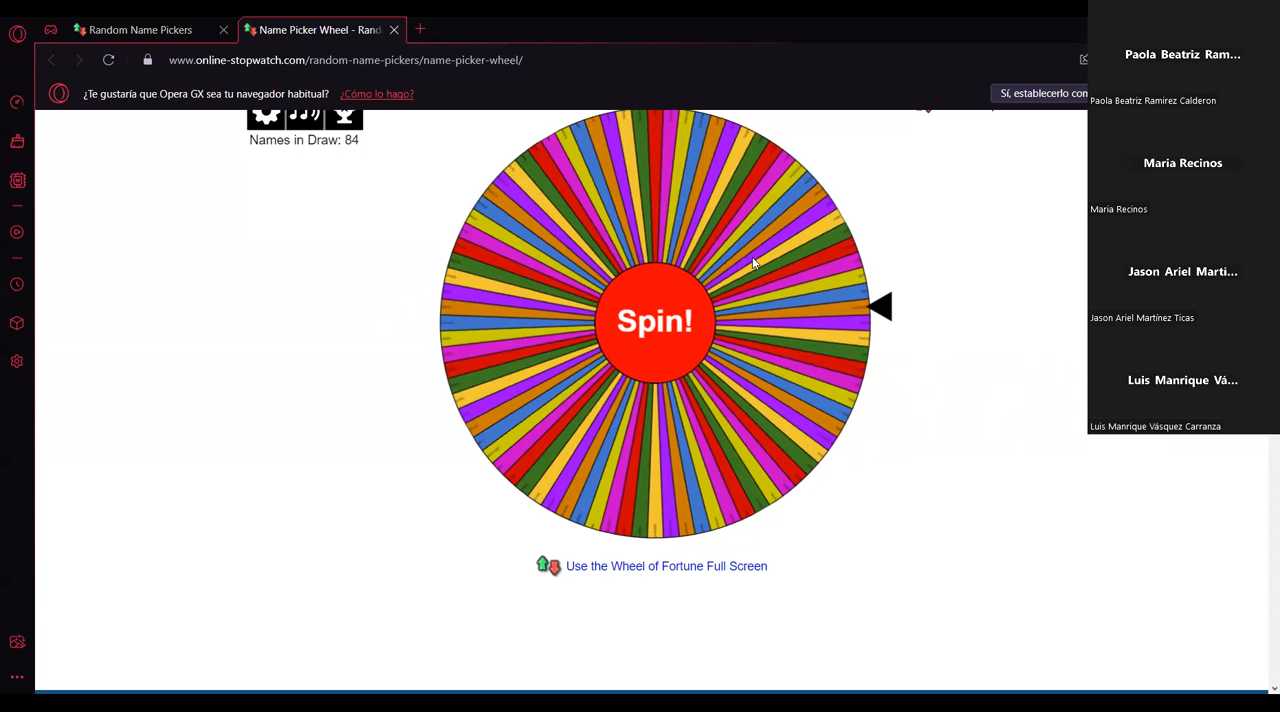 Random Name Pickers
Name Picker Wheel - Rand
www.online-stopwatch.com/random-name-pickers/name-picker-wheel/
¿Te gustaría que Opera GX sea tu navegador habitual? ¿Cómo lo hago?
Sí, establecerlo con
Names in Draw: 84
Spin!
Use the Wheel of Fortune Full Screen
Paola Beatriz Ram...
Paola Beatriz Ramírez Calderon
Maria Recinos
Maria Recinos
Jason Ariel Martí...
Jason Ariel Martínez Ticas
Luis Manrique Vá...
Luis Manrique Vásquez Carranza